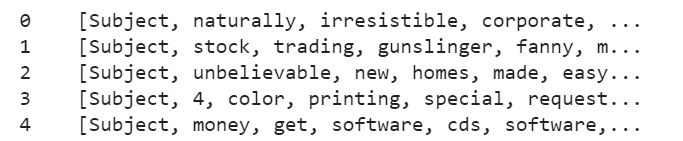 0 [Subject, naturally, irresistible, corporate, ...
1 [Subject, stock, trading, gunslinger, fanny, m...
2 [Subject, unbelievable, new, homes, made, easy...
3 [Subject, 4, color, printing, special, request...
4 [Subject, money, get, software, cds, software,...